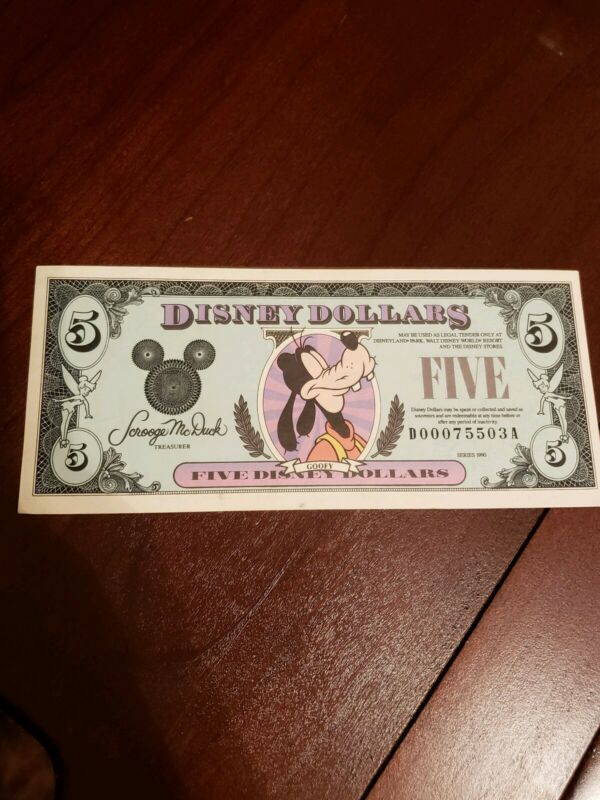 5
DISNEY DOLLARS
5
MAY BE USED AS LEGAL TENDER ONLY AT
DISNEYLAND® PARK, WALT DISNEY WORLD® RESORT
AND THE DISNEY STORES.
FIVE
Disney Dollars may be spent or collected and saved as
souvenirs and are redeemable at any time before or
after any period of inactivity.
D00075503A
SERIES 1990
Scrooge McDuck
TREASURER
5
GOOFY
FIVE DISNEY DOLLARS
5